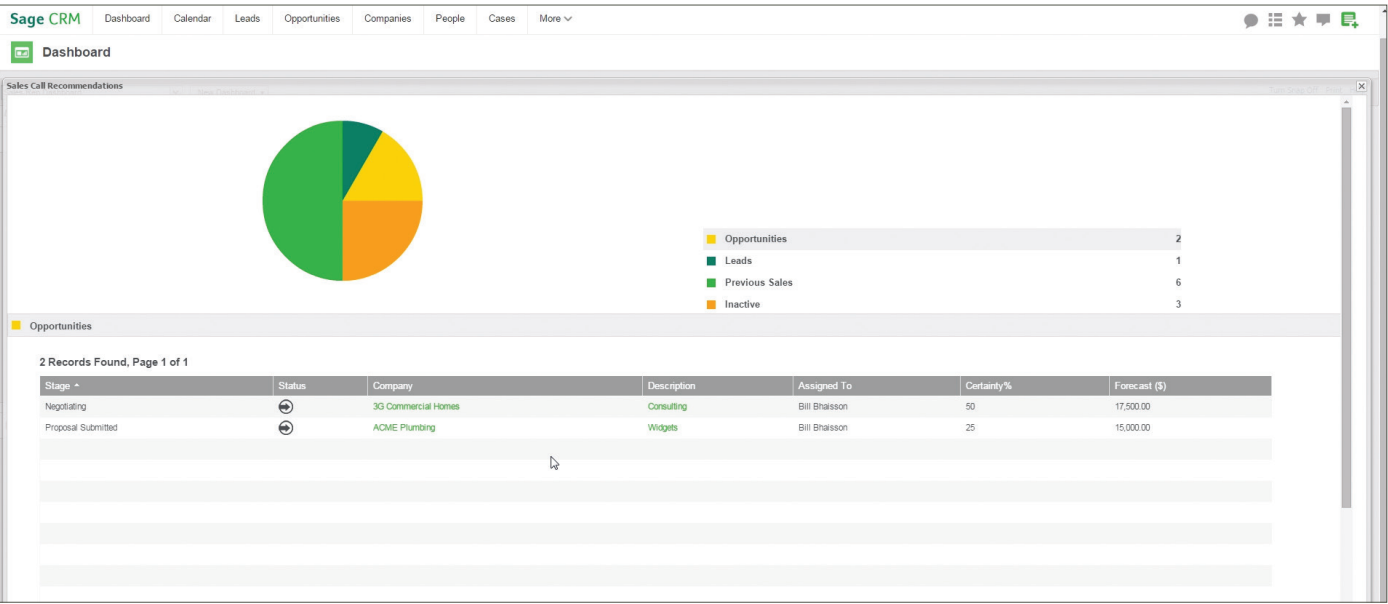 Sage CRM Dashboard Calendar Leads Opportunities Companies People Cases More
Dashboard
Sales Call Recommendations
Opportunities 2
Leads 1
Previous Sales 6
Inactive 3
Opportunities
2 Records Found, Page 1 of 1
Stage Status Company Description Assigned To Certainty% Forecast ($)
Negotiating 3G Commercial Homes Consulting Bill Bhaisson 50 17,500.00
Proposal Submitted ACME Plumbing Widgets Bill Bhaisson 25 15,000.00